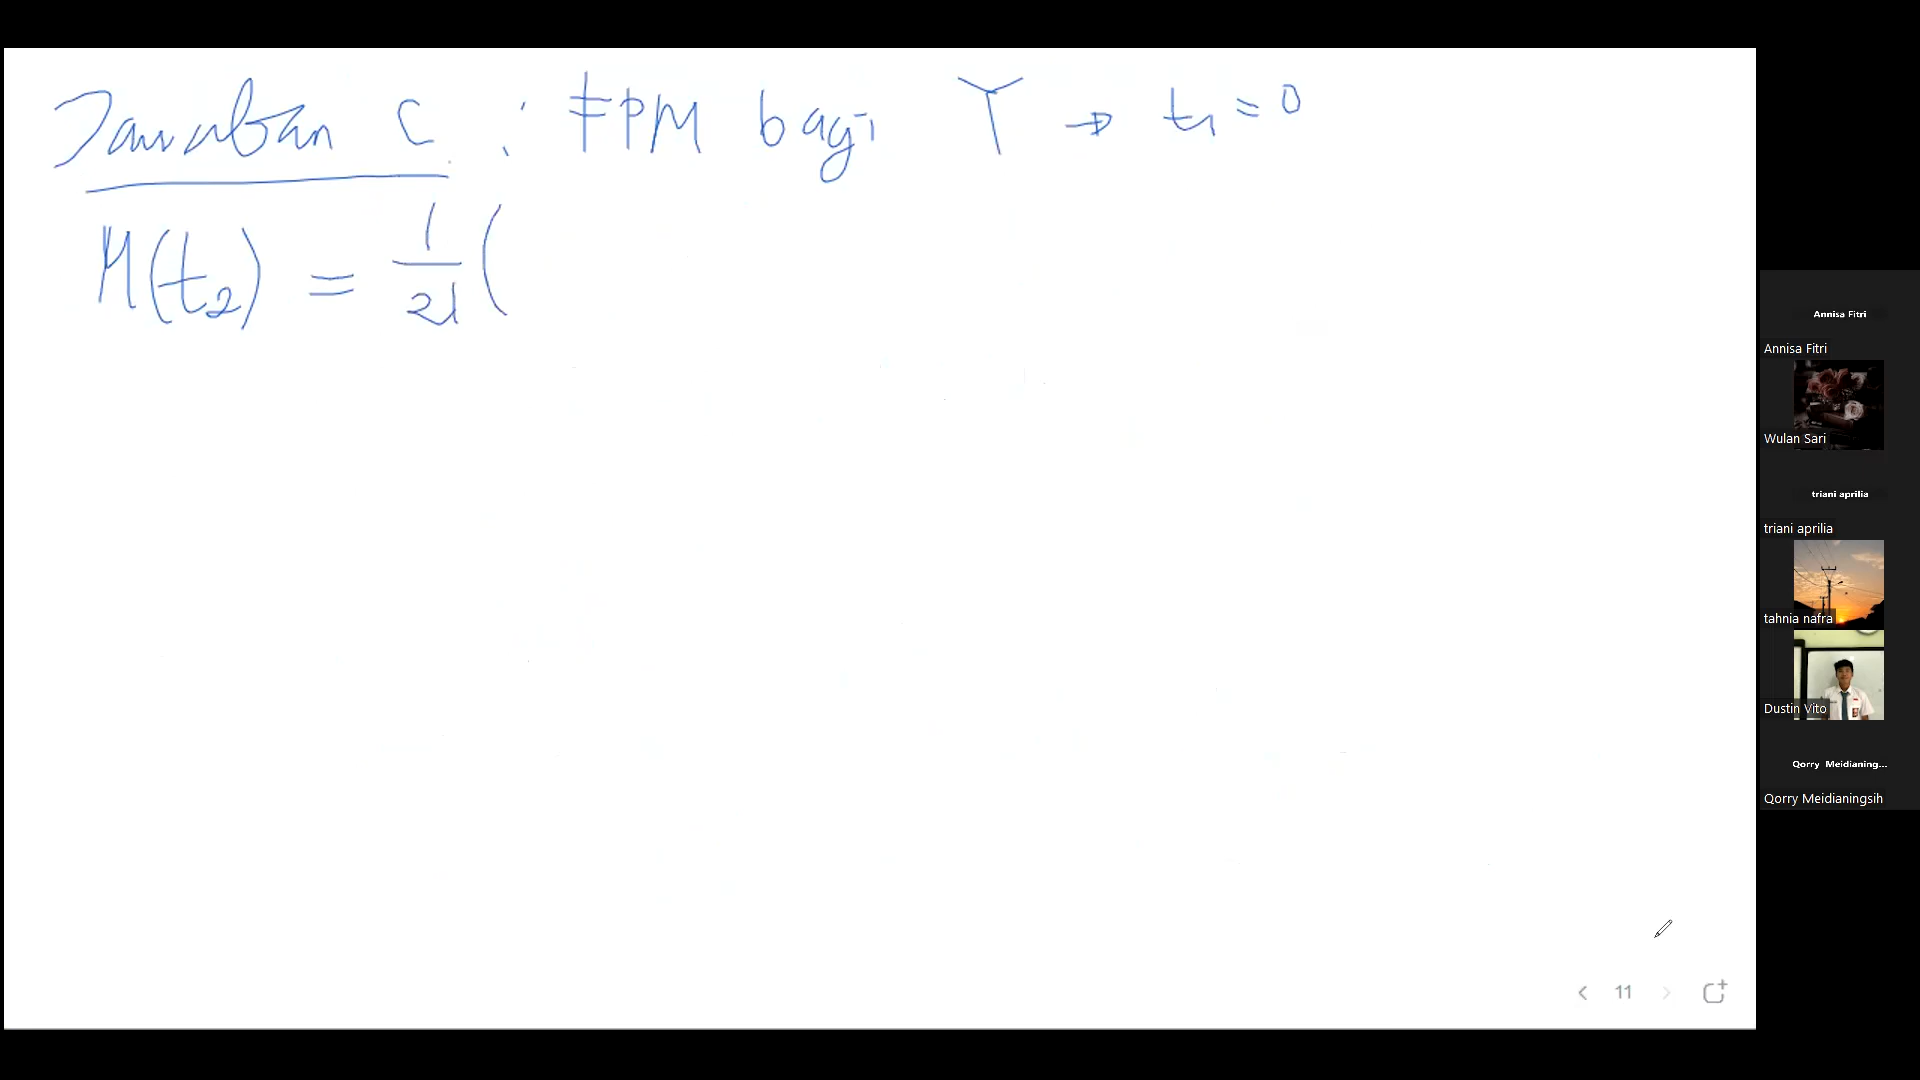 Jawaban C : FPM bagi Y → t₁ = 0
M(t₂) = 1/21 (
Annisa Fitri
Annisa Fitri
Wulan Sari
triani aprilia
triani aprilia
tahnia nafra
Dustin Vito
Qorry Meidianing...
Qorry Meidianingsih
< 11 >